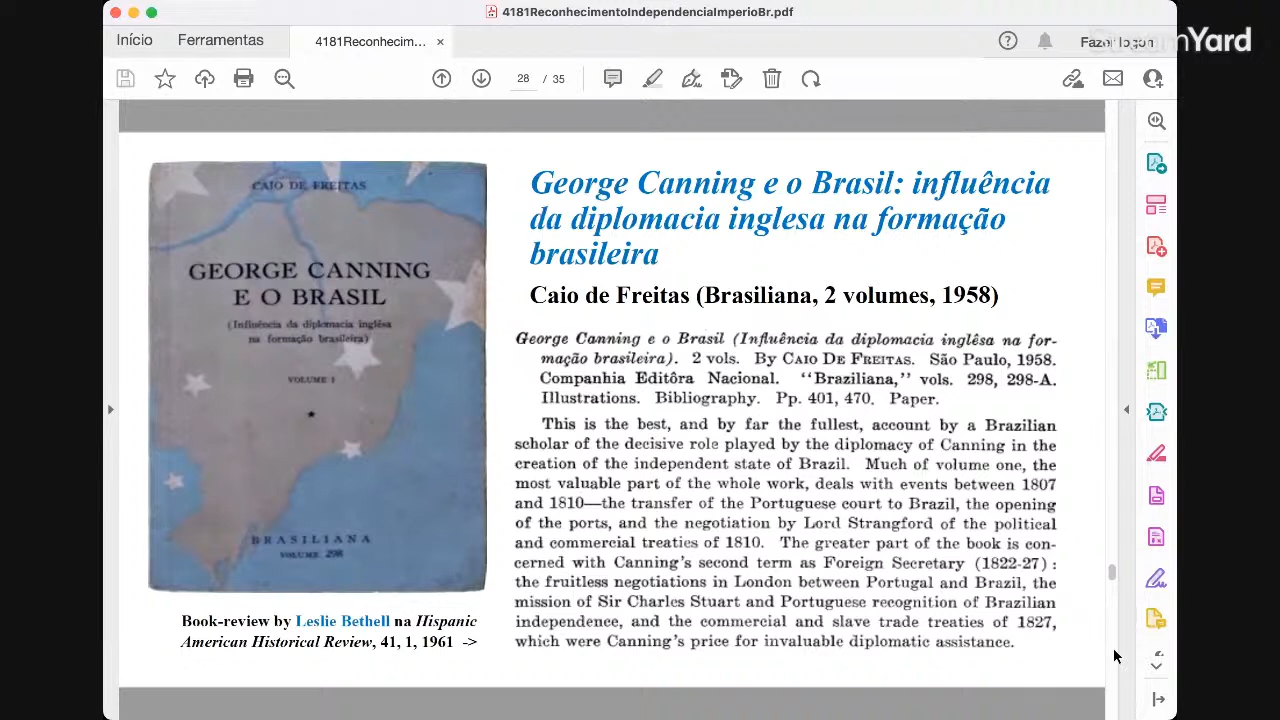 4181ReconhecimentoIndependenciaImperioBr.pdf
Início Ferramentas 4181Reconhecim... ×
Fazer logon
28 / 35
CAIO DE FREITAS
GEORGE CANNING
E O BRASIL
(Influência da diplomacia inglêsa
na formação brasileira)
VOLUME I
BRASILIANA
VOLUME 298
Book-review by Leslie Bethell na Hispanic
American Historical Review, 41, 1, 1961 ->
George Canning e o Brasil: influência
da diplomacia inglesa na formação
brasileira
Caio de Freitas (Brasiliana, 2 volumes, 1958)
George Canning e o Brasil (Influência da diplomacia inglêsa na for-
mação brasileira). 2 vols. By CAIO DE FREITAS. São Paulo, 1958.
Companhia Editôra Nacional. ‘‘Braziliana,’’ vols. 298, 298-A.
Illustrations. Bibliography. Pp. 401, 470. Paper.
This is the best, and by far the fullest, account by a Brazilian
scholar of the decisive role played by the diplomacy of Canning in the
creation of the independent state of Brazil. Much of volume one, the
most valuable part of the whole work, deals with events between 1807
and 1810—the transfer of the Portuguese court to Brazil, the opening
of the ports, and the negotiation by Lord Strangford of the political
and commercial treaties of 1810. The greater part of the book is con-
cerned with Canning's second term as Foreign Secretary (1822-27) :
the fruitless negotiations in London between Portugal and Brazil, the
mission of Sir Charles Stuart and Portuguese recognition of Brazilian
independence, and the commercial and slave trade treaties of 1827,
which were Canning's price for invaluable diplomatic assistance.